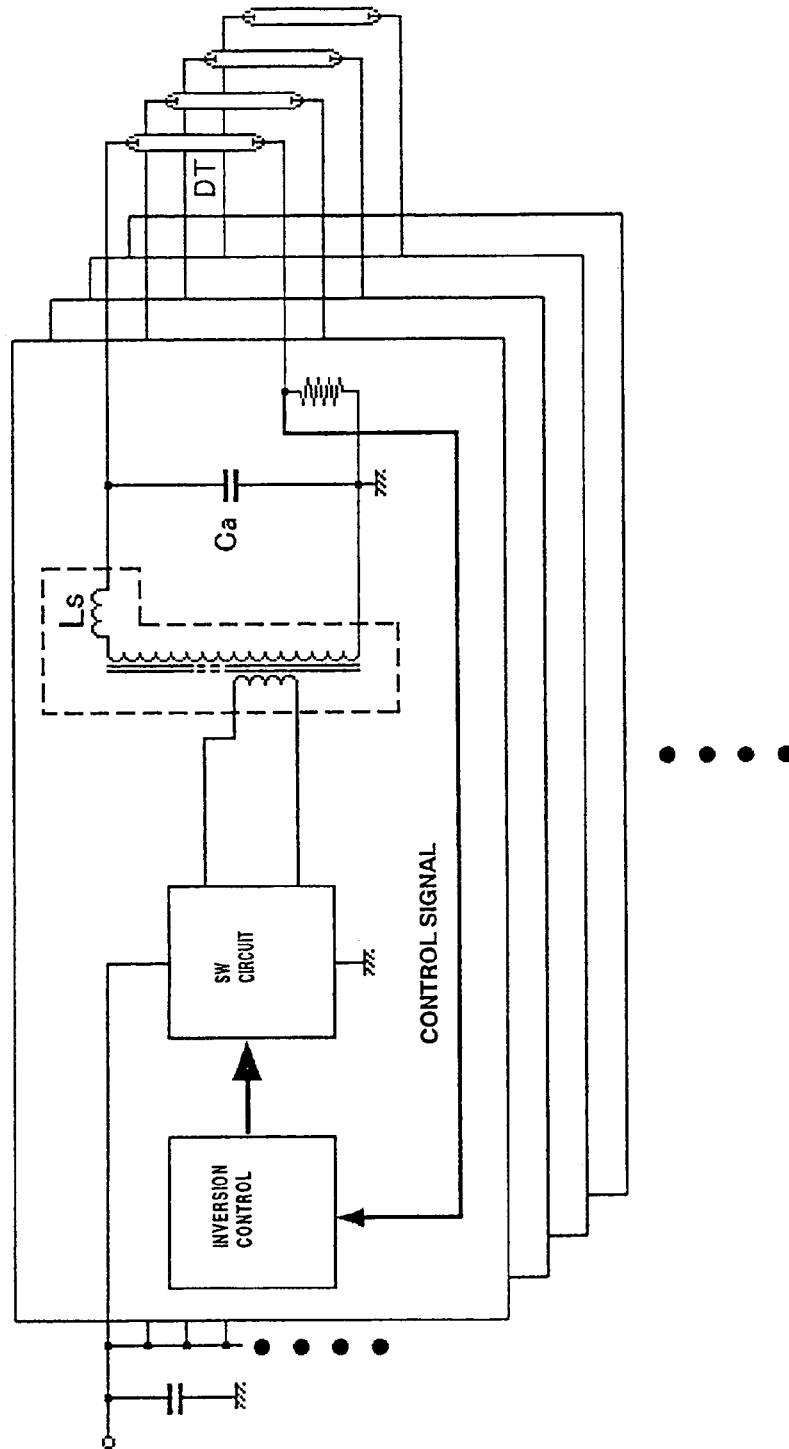 INVERSION
CONTROL
SW
CIRCUIT
CONTROL SIGNAL
Ls
Ca
DT